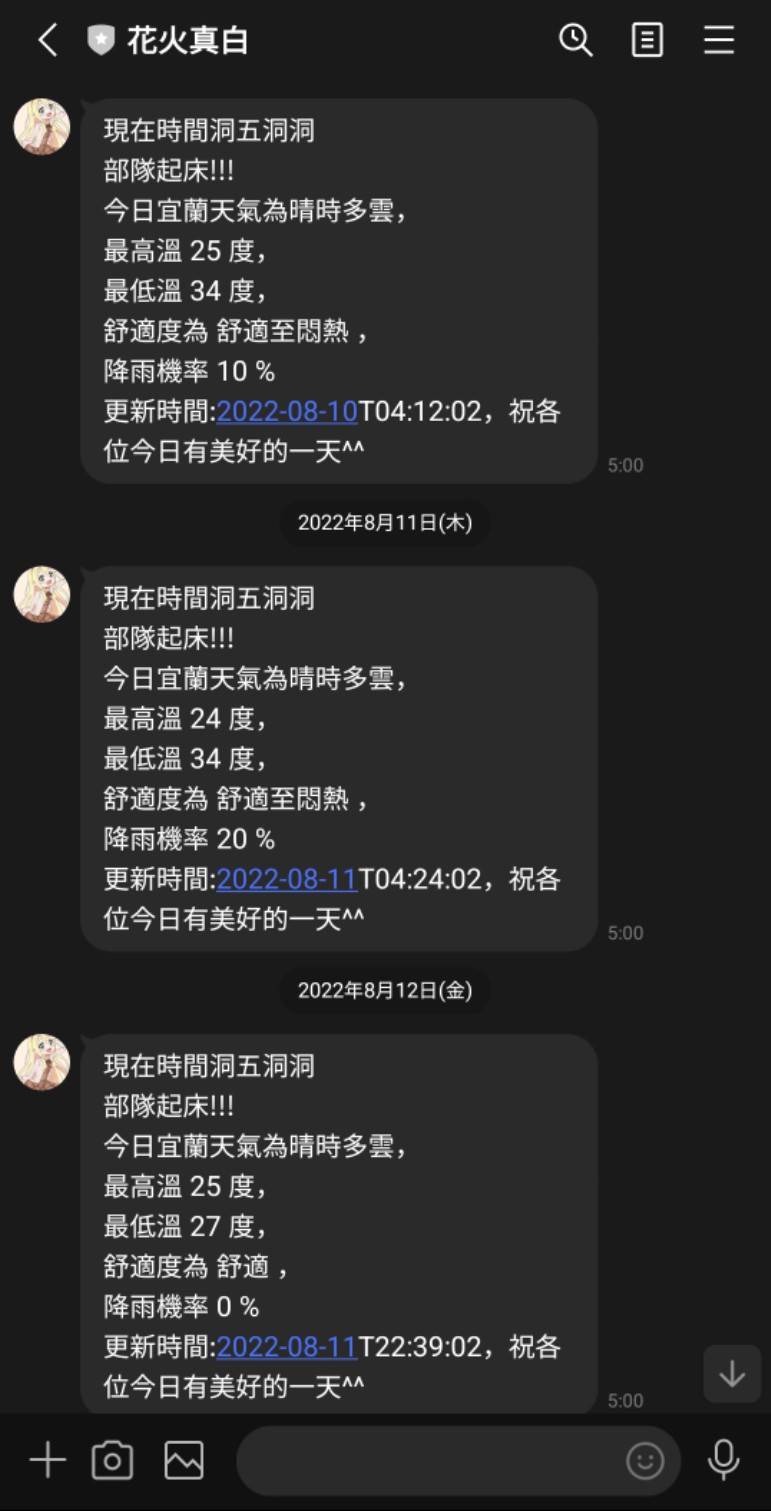 花火真白
現在時間洞五洞洞
部隊起床!!!
今日宜蘭天氣為晴時多雲，
最高溫 25 度，
最低溫 34 度，
舒適度為 舒適至悶熱 ，
降雨機率 10 %
更新時間:2022-08-10T04:12:02，祝各
位今日有美好的一天^^
5:00
2022年8月11日(木)
現在時間洞五洞洞
部隊起床!!!
今日宜蘭天氣為晴時多雲，
最高溫 24 度，
最低溫 34 度，
舒適度為 舒適至悶熱 ，
降雨機率 20 %
更新時間:2022-08-11T04:24:02，祝各
位今日有美好的一天^^
5:00
2022年8月12日(金)
現在時間洞五洞洞
部隊起床!!!
今日宜蘭天氣為晴時多雲，
最高溫 25 度，
最低溫 27 度，
舒適度為 舒適 ，
降雨機率 0 %
更新時間:2022-08-11T22:39:02，祝各
位今日有美好的一天^^
5:00